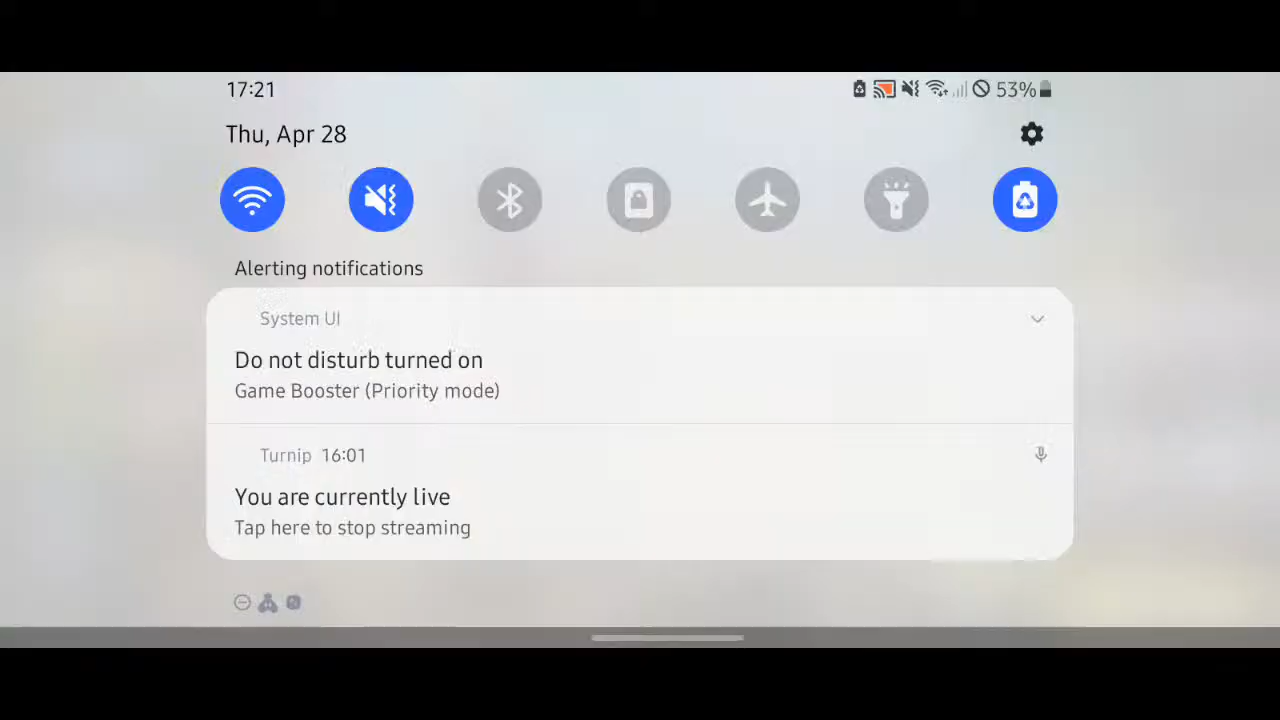 17:21
53%
Thu, Apr 28
Alerting notifications
System UI
Do not disturb turned on
Game Booster (Priority mode)
Turnip 16:01
You are currently live
Tap here to stop streaming